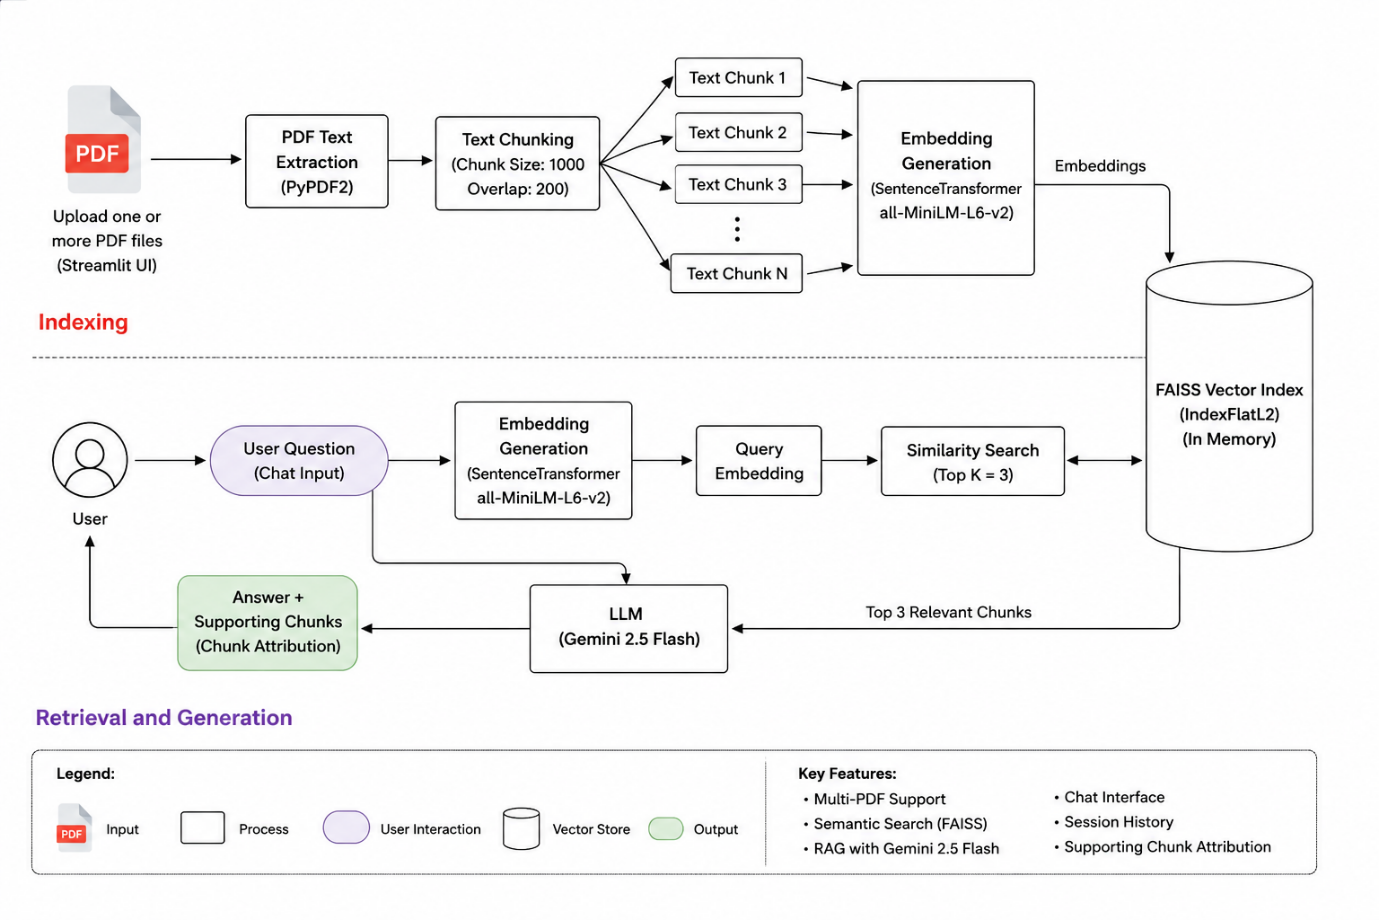 PDF
Upload one or
more PDF files
(Streamlit UI)
PDF Text
Extraction
(PyPDF2)
Text Chunking
(Chunk Size: 1000
Overlap: 200)
Text Chunk 1
Text Chunk 2
Text Chunk 3
Text Chunk N
Embedding
Generation
(SentenceTransformer
all-MiniLM-L6-v2)
Embeddings
Indexing
FAISS Vector Index
(IndexFlatL2)
(In Memory)
User
User Question
(Chat Input)
Embedding
Generation
(SentenceTransformer
all-MiniLM-L6-v2)
Query
Embedding
Similarity Search
(Top K = 3)
Answer +
Supporting Chunks
(Chunk Attribution)
LLM
(Gemini 2.5 Flash)
Top 3 Relevant Chunks
Retrieval and Generation
Legend:
PDF
Input
Process
User Interaction
Vector Store
Output
Key Features:
• Multi-PDF Support
• Semantic Search (FAISS)
• RAG with Gemini 2.5 Flash
• Chat Interface
• Session History
• Supporting Chunk Attribution